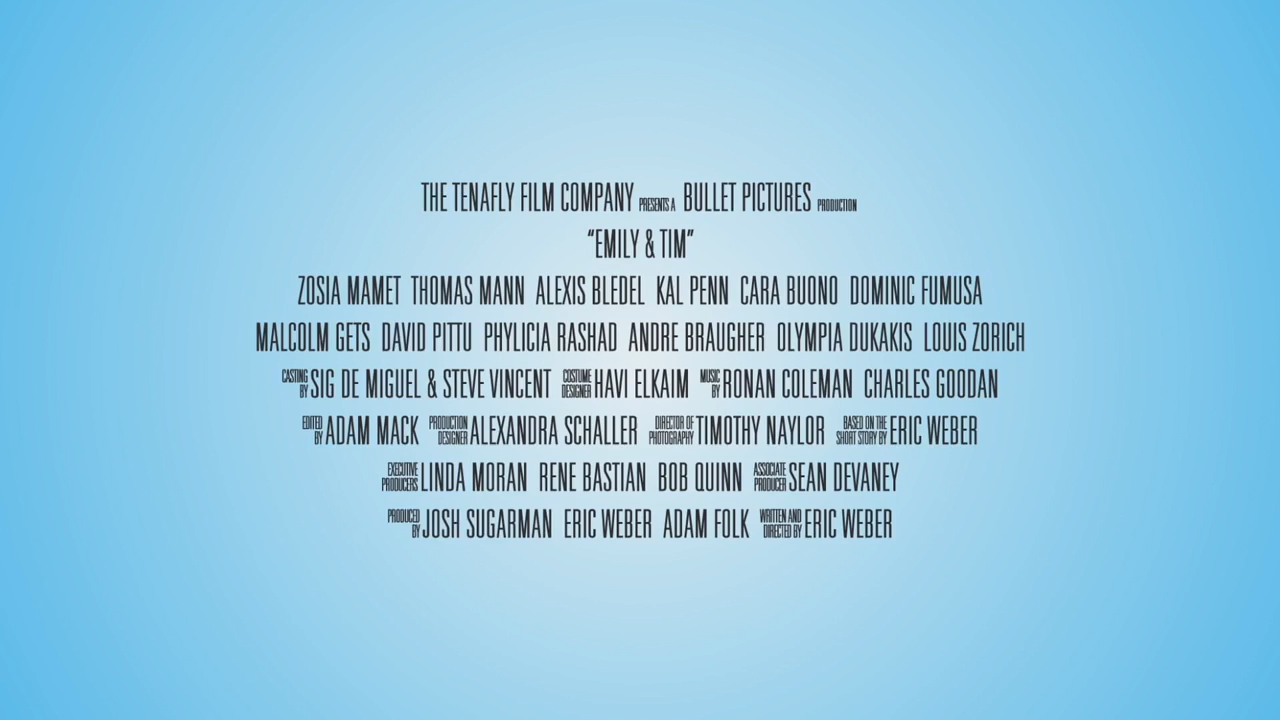 THE TENAFLY FILM COMPANY PRESENTS A BULLET PICTURES PRODUCTION
"EMILY & TIM"
ZOSIA MAMET THOMAS MANN ALEXIS BLEDEL KAL PENN CARA BUONO DOMINIC FUMUSA
MALCOLM GETS DAVID PITTU PHYLICIA RASHAD ANDRE BRAUGHER OLYMPIA DUKAKIS LOUIS ZORICH
CASTING BY SIG DE MIGUEL & STEVE VINCENT COSTUME DESIGNER HAVI ELKAIM MUSIC BY RONAN COLEMAN CHARLES GOODAN
EDITED BY ADAM MACK PRODUCTION DESIGNER ALEXANDRA SCHALLER DIRECTOR OF PHOTOGRAPHY TIMOTHY NAYLOR BASED ON THE SHORT STORY BY ERIC WEBER
EXECUTIVE PRODUCERS LINDA MORAN RENE BASTIAN BOB QUINN ASSOCIATE PRODUCER SEAN DEVANEY
PRODUCED BY JOSH SUGARMAN ERIC WEBER ADAM FOLK WRITTEN AND DIRECTED BY ERIC WEBER